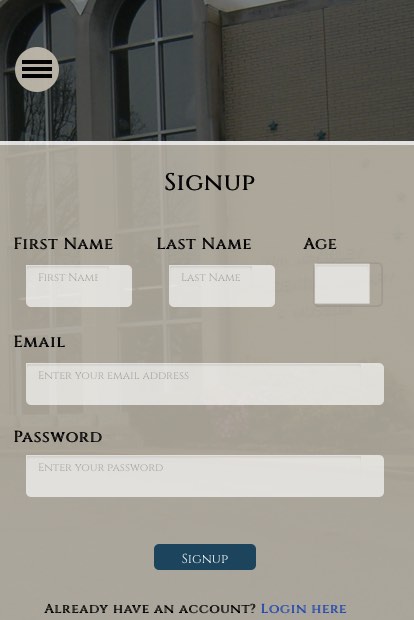 Signup
First Name Last Name Age
First Name Last Name
Email
Enter your email address
Password
Enter your password
Signup
Already have an account? Login here